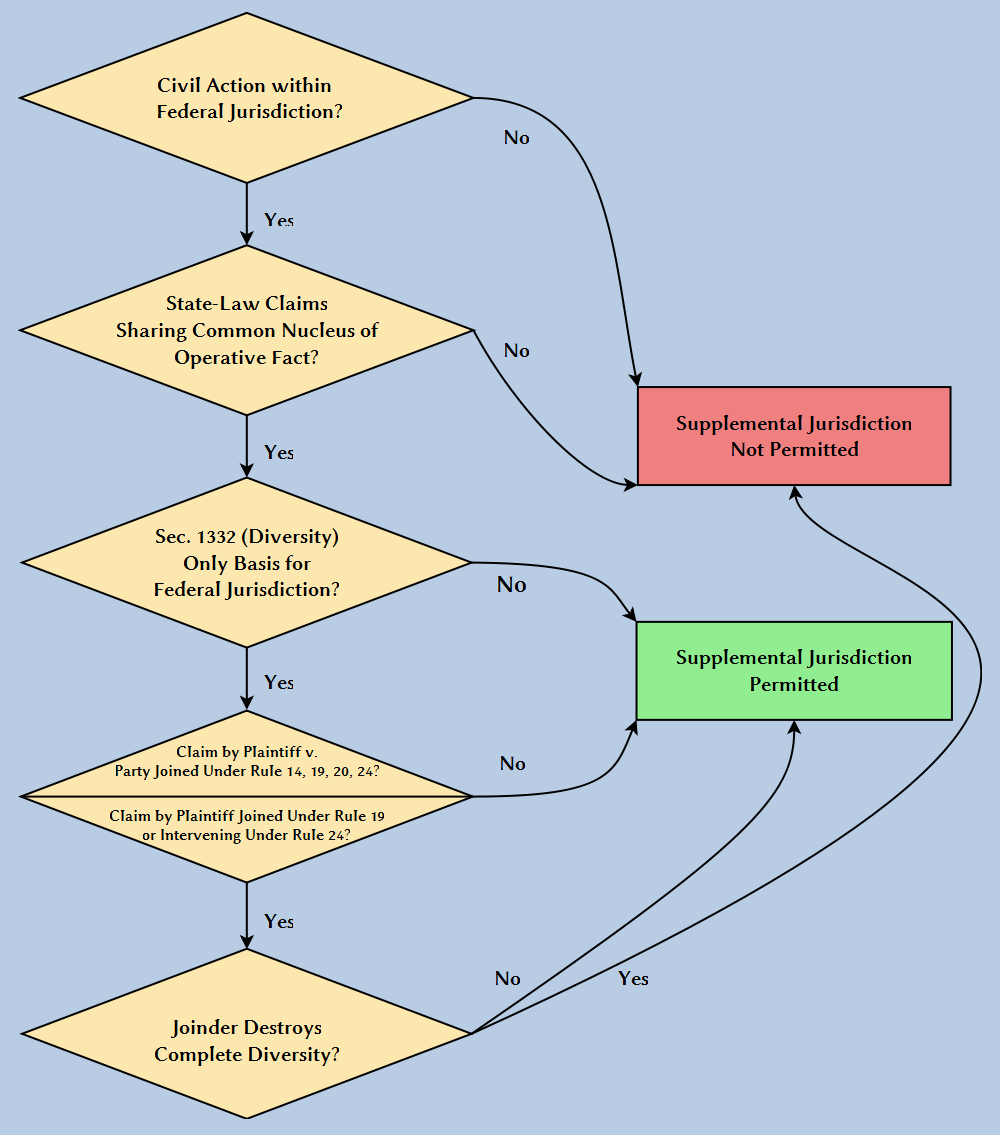 Civil Action within
Federal Jurisdiction?
No
Yes
State-Law Claims
Sharing Common Nucleus of
Operative Fact?
No
Supplemental Jurisdiction
Not Permitted
Yes
Sec. 1332 (Diversity)
Only Basis for
Federal Jurisdiction?
No
Supplemental Jurisdiction
Permitted
Yes
Claim by Plaintiff v.
Party Joined Under Rule 14, 19, 20, 24?
No
Claim by Plaintiff Joined Under Rule 19
or Intervening Under Rule 24?
Yes
No
Yes
Joinder Destroys
Complete Diversity?